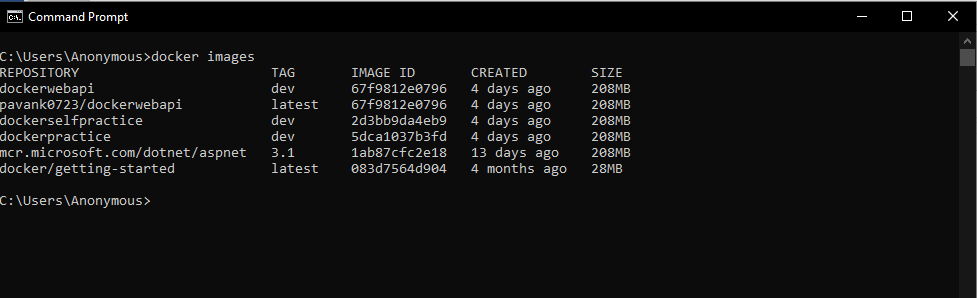 Command Prompt
C:\Users\Anonymous>docker images
REPOSITORY TAG IMAGE ID CREATED SIZE
dockerwebapi dev 67f9812e0796 4 days ago 208MB
pavank0723/dockerwebapi latest 67f9812e0796 4 days ago 208MB
dockerselfpractice dev 2d3bb9da4eb9 4 days ago 208MB
dockerpractice dev 5dca1037b3fd 4 days ago 208MB
mcr.microsoft.com/dotnet/aspnet 3.1 1ab87cfc2e18 13 days ago 208MB
docker/getting-started latest 083d7564d904 4 months ago 28MB
C:\Users\Anonymous>